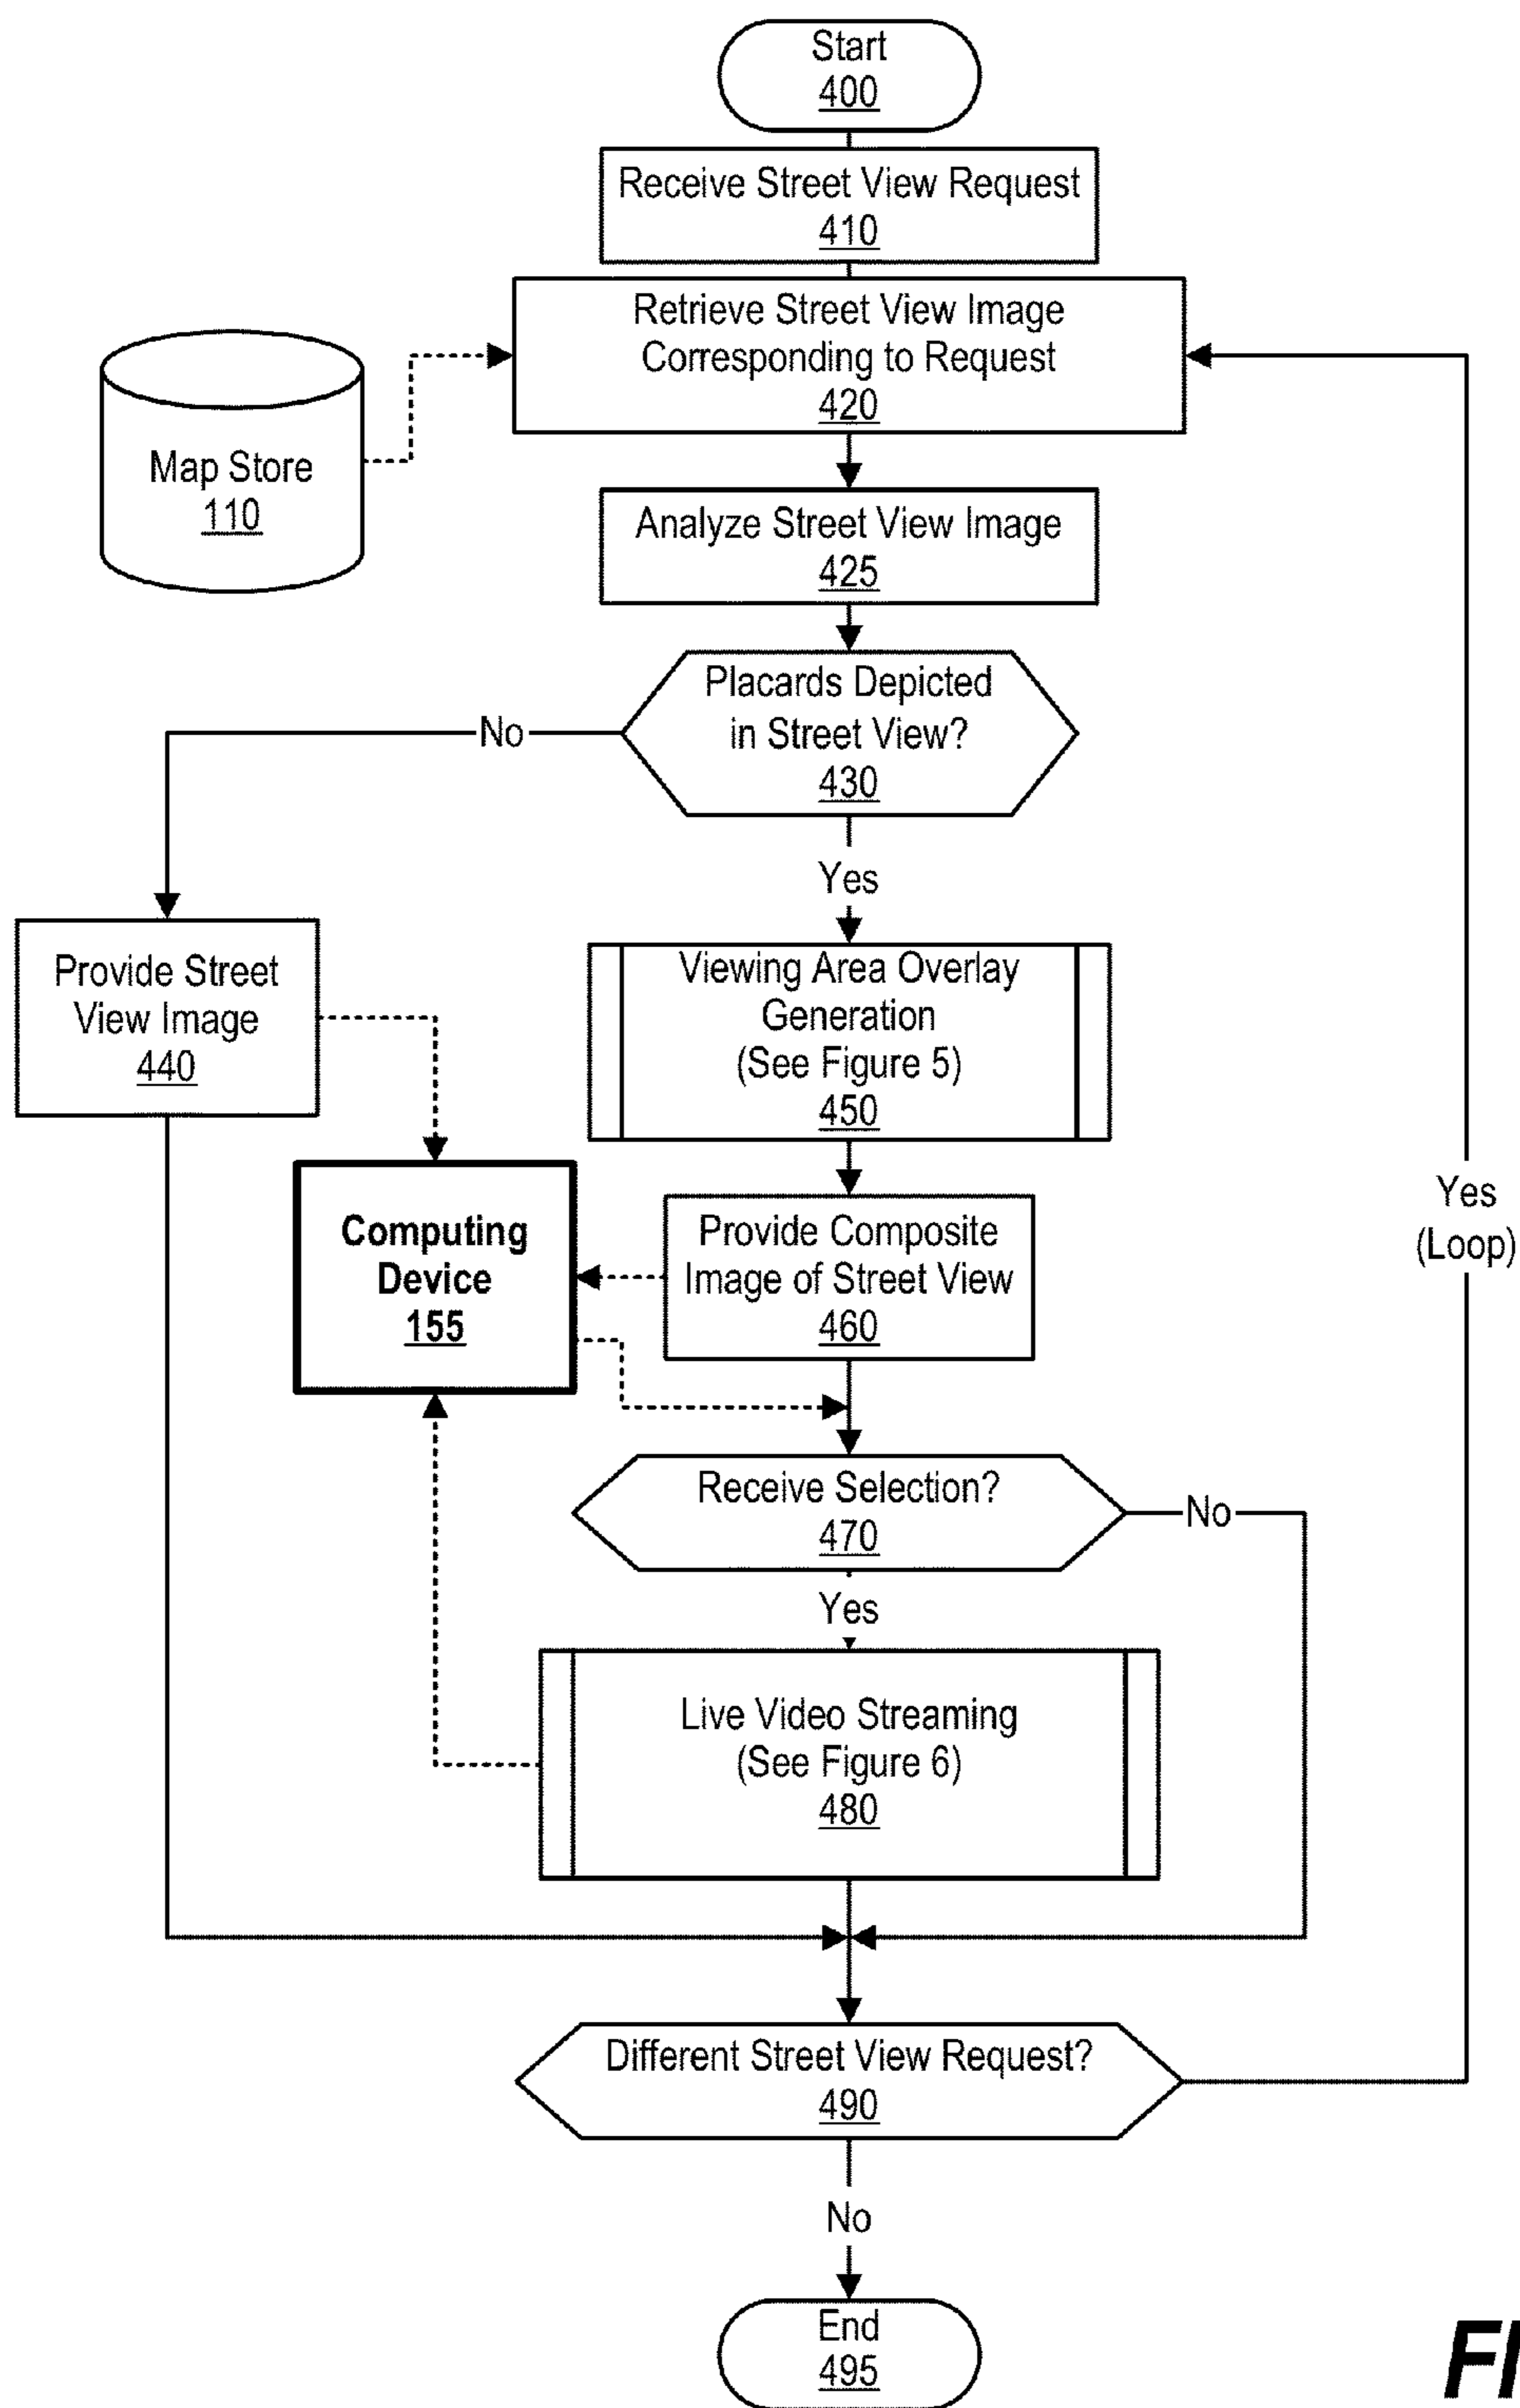 Start
400
Receive Street View Request
410
Retrieve Street View Image
Corresponding to Request
420
Map Store
110
Analyze Street View Image
425
Placards Depicted
in Street View?
430
No
Yes
Provide Street
View Image
440
Viewing Area Overlay
Generation
(See Figure 5)
450
Computing
Device
155
Provide Composite
Image of Street View
460
Yes
(Loop)
Receive Selection?
470
No
Yes
Live Video Streaming
(See Figure 6)
480
Different Street View Request?
490
No
End
495